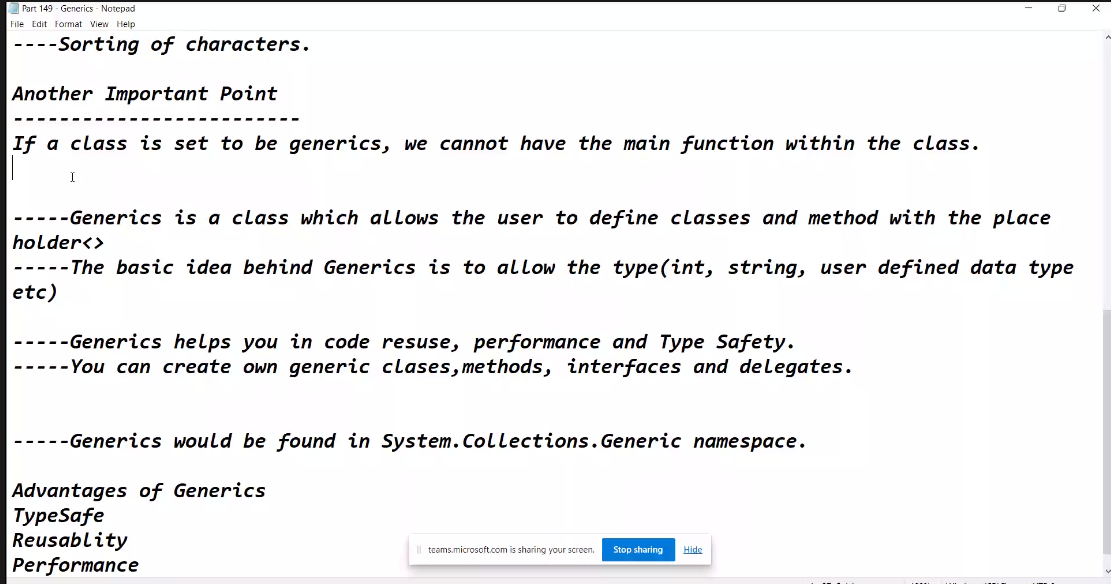 Part 149 - Generics - Notepad
File Edit Format View Help
----Sorting of characters.
Another Important Point
-------------------------
If a class is set to be generics, we cannot have the main function within the class.
-----Generics is a class which allows the user to define classes and method with the place
holder<>
-----The basic idea behind Generics is to allow the type(int, string, user defined data type
etc)
-----Generics helps you in code resuse, performance and Type Safety.
-----You can create own generic clases,methods, interfaces and delegates.
-----Generics would be found in System.Collections.Generic namespace.
Advantages of Generics
TypeSafe
Reusablity
Performance
teams.microsoft.com is sharing your screen. Stop sharing Hide